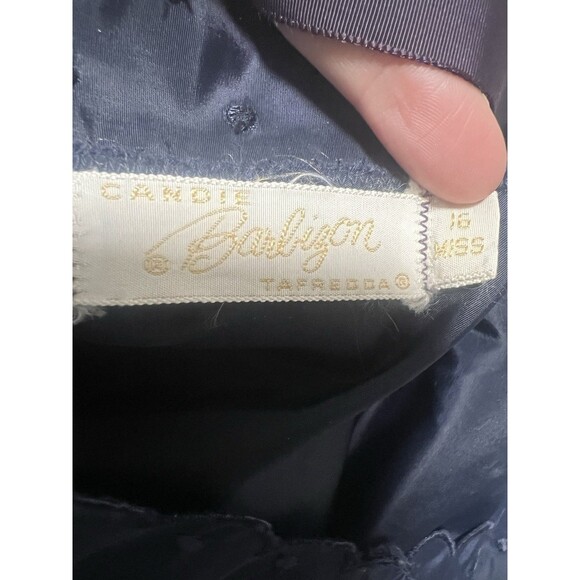 CANDIE
Barbizon
®
TAFREDDA®
16
MISS